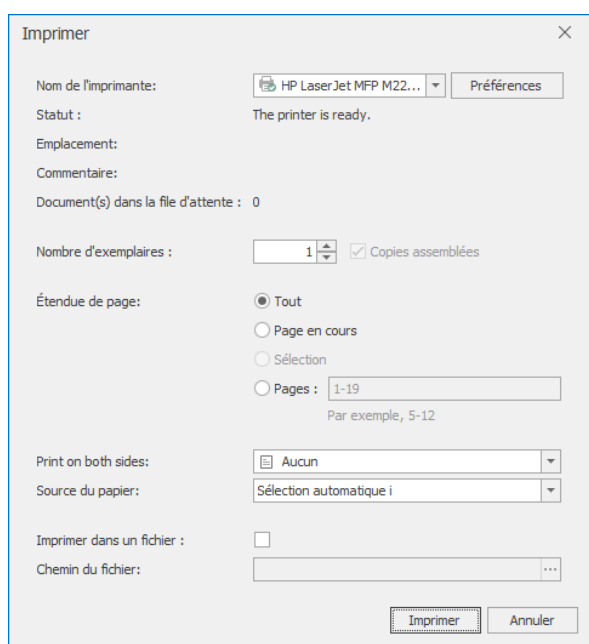 Imprimer
Nom de l'imprimante: HP LaserJet MFP M22... Préférences
Statut : The printer is ready.
Emplacement:
Commentaire:
Document(s) dans la file d'attente : 0
Nombre d'exemplaires : 1 Copies assemblées
Étendue de page: Tout
Page en cours
Sélection
Pages : 1-19
Par exemple, 5-12
Print on both sides: Aucun
Source du papier: Sélection automatique i
Imprimer dans un fichier :
Chemin du fichier: ...
Imprimer Annuler